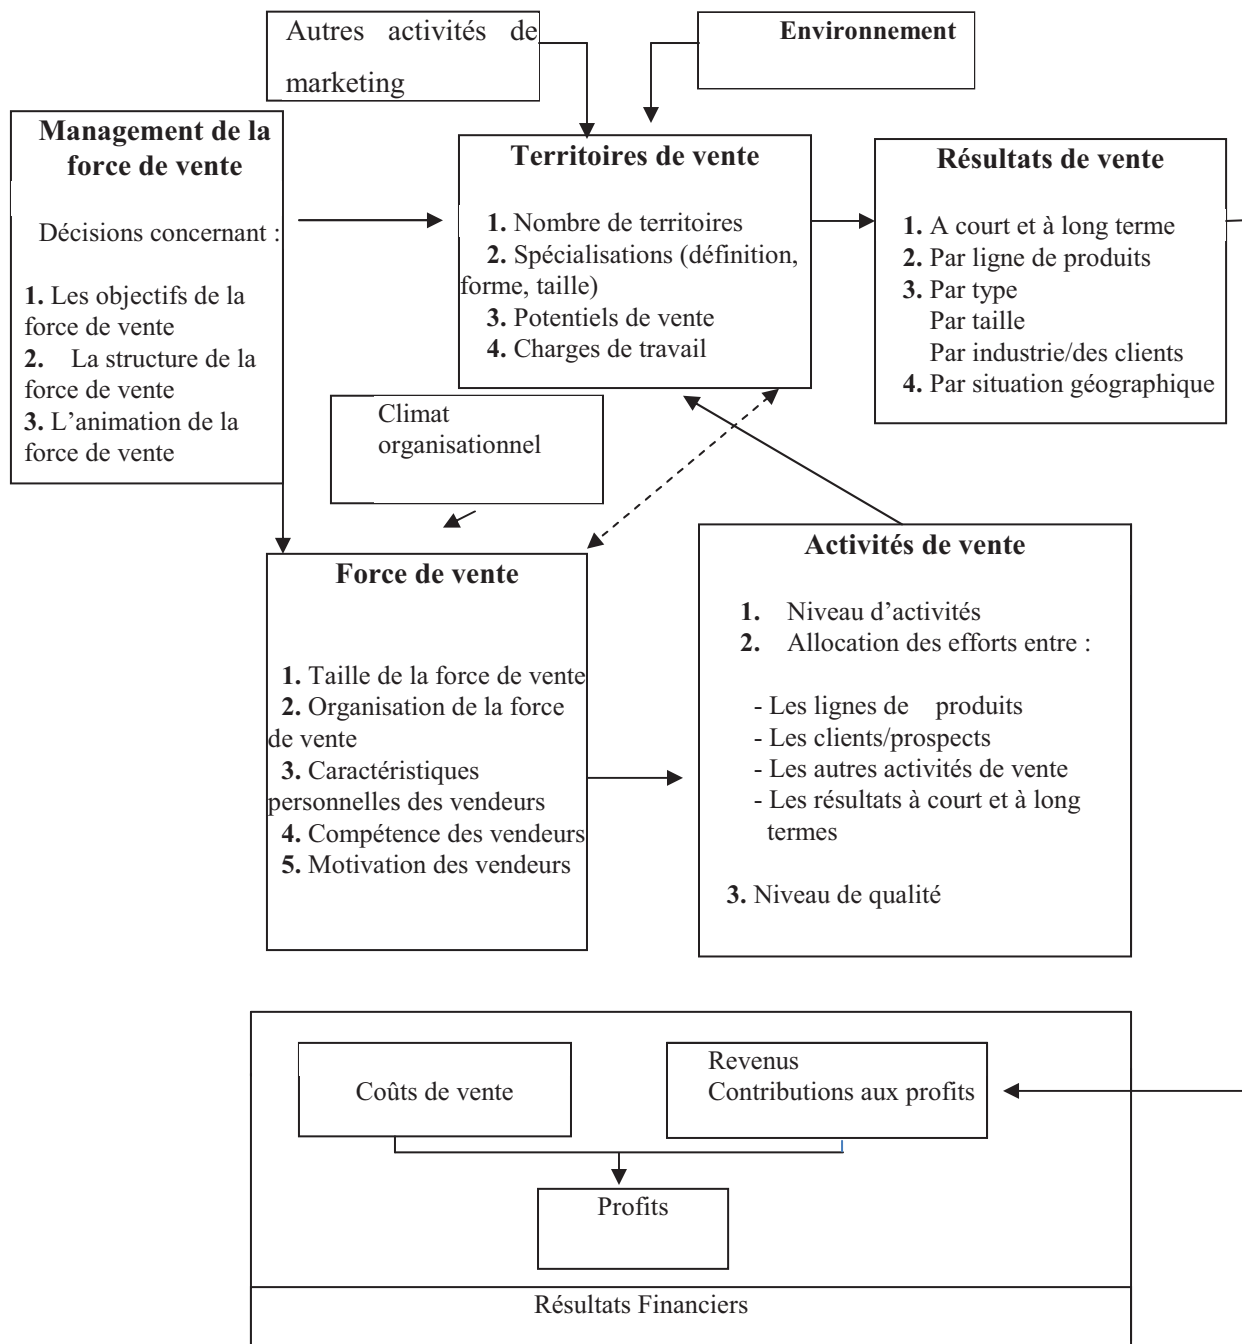 Autres activités de
marketing
Environnement
Management de la
force de vente
Décisions concernant :
1. Les objectifs de la
force de vente
2. La structure de la
force de vente
3. L’animation de la
force de vente
Territoires de vente
1. Nombre de territoires
2. Spécialisations (définition,
forme, taille)
3. Potentiels de vente
4. Charges de travail
Résultats de vente
1. A court et à long terme
2. Par ligne de produits
3. Par type
Par taille
Par industrie/des clients
4. Par situation géographique
Climat
organisationnel
Force de vente
1. Taille de la force de vente
2. Organisation de la force
de vente
3. Caractéristiques
personnelles des vendeurs
4. Compétence des vendeurs
5. Motivation des vendeurs
Activités de vente
1. Niveau d’activités
2. Allocation des efforts entre :
- Les lignes de produits
- Les clients/prospects
- Les autres activités de vente
- Les résultats à court et à long
termes
3. Niveau de qualité
Coûts de vente
Revenus
Contributions aux profits
Profits
Résultats Financiers